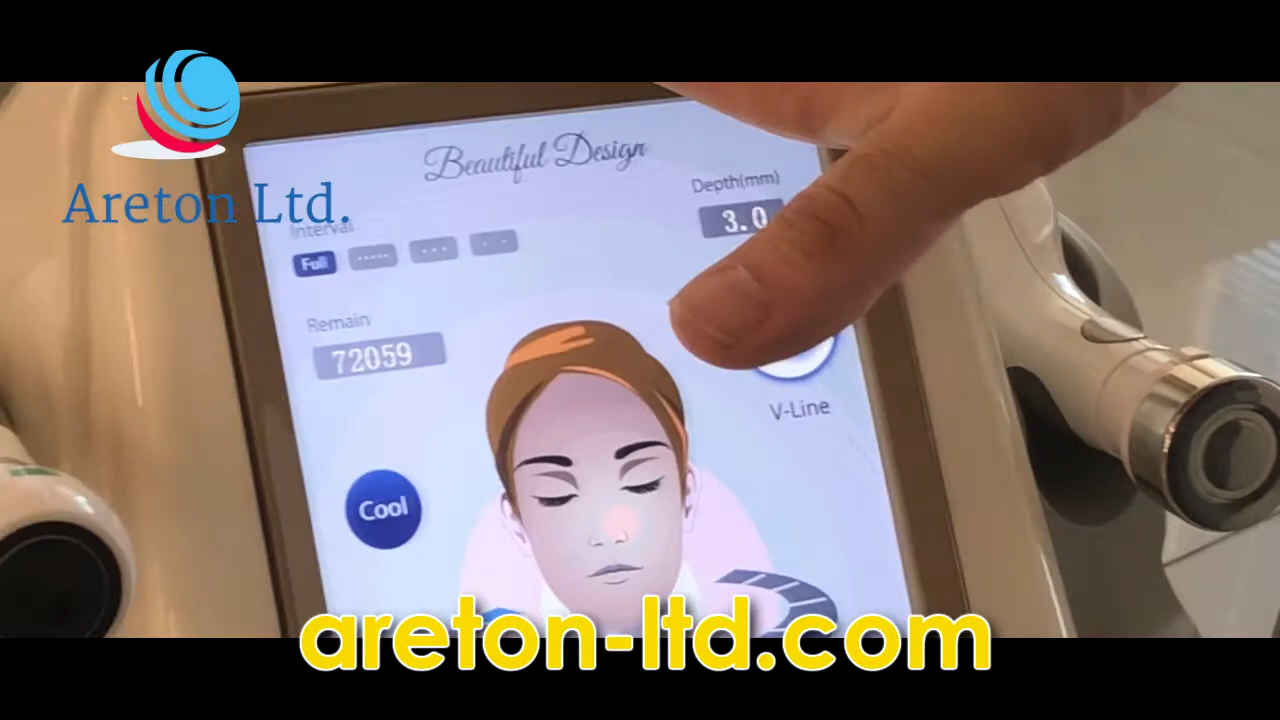 Areton Ltd.
Beautiful Design
Depth(mm)
3.0
Interval
Full
Remain
72059
V-Line
Cool
areton-ltd.com